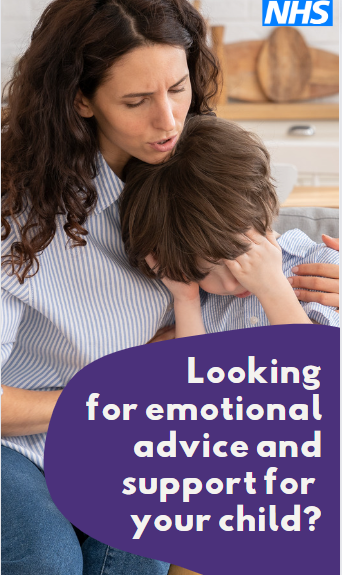 NHS
Looking
for emotional
advice and
support for
your child?